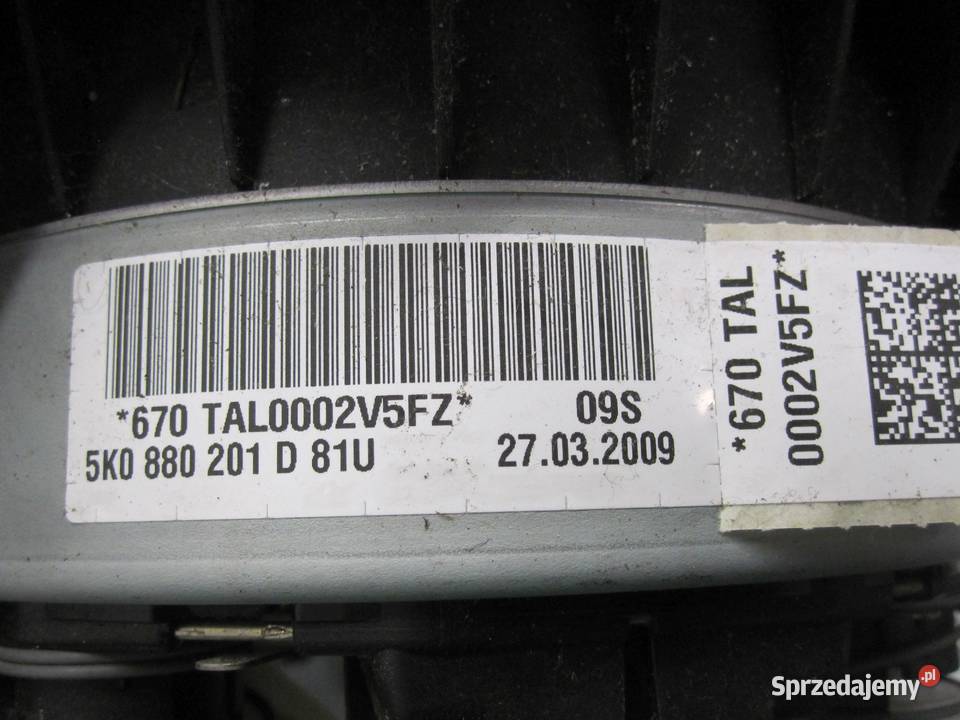 *670 TAL0002V5FZ* 09S
5K0 880 201 D 81U 27.03.2009
*670 TAL
0002V5FZ*
Sprzedajemy.pl